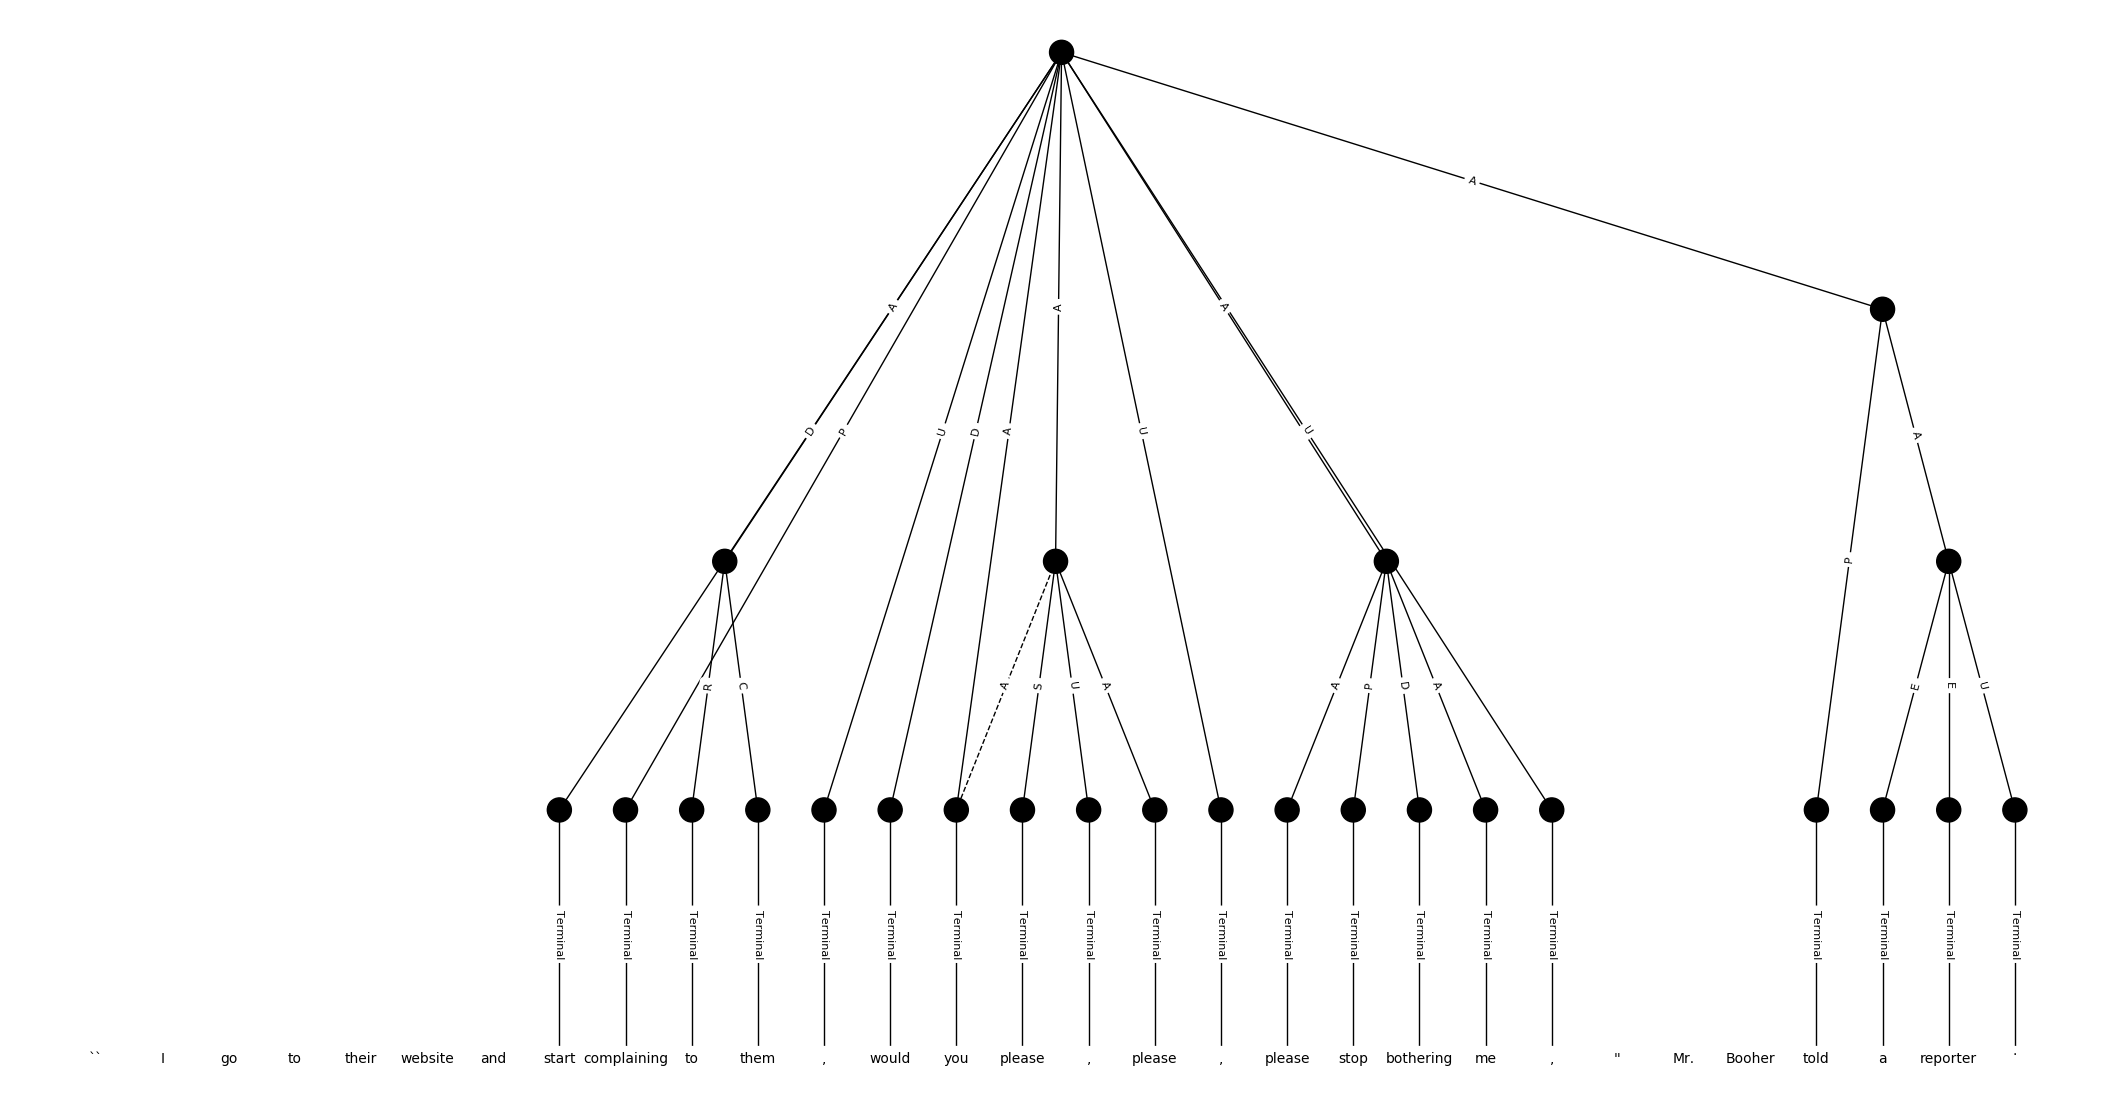 A
A A A
D P U D A U U A
P
R C A S U A A P D A E E U
Terminal Terminal Terminal Terminal Terminal Terminal Terminal Terminal Terminal Terminal Terminal Terminal Terminal Terminal Terminal Terminal Terminal Terminal Terminal Terminal
`` I go to their website and start complaining to them , would you please , please , please stop bothering me , " Mr. Booher told a reporter .